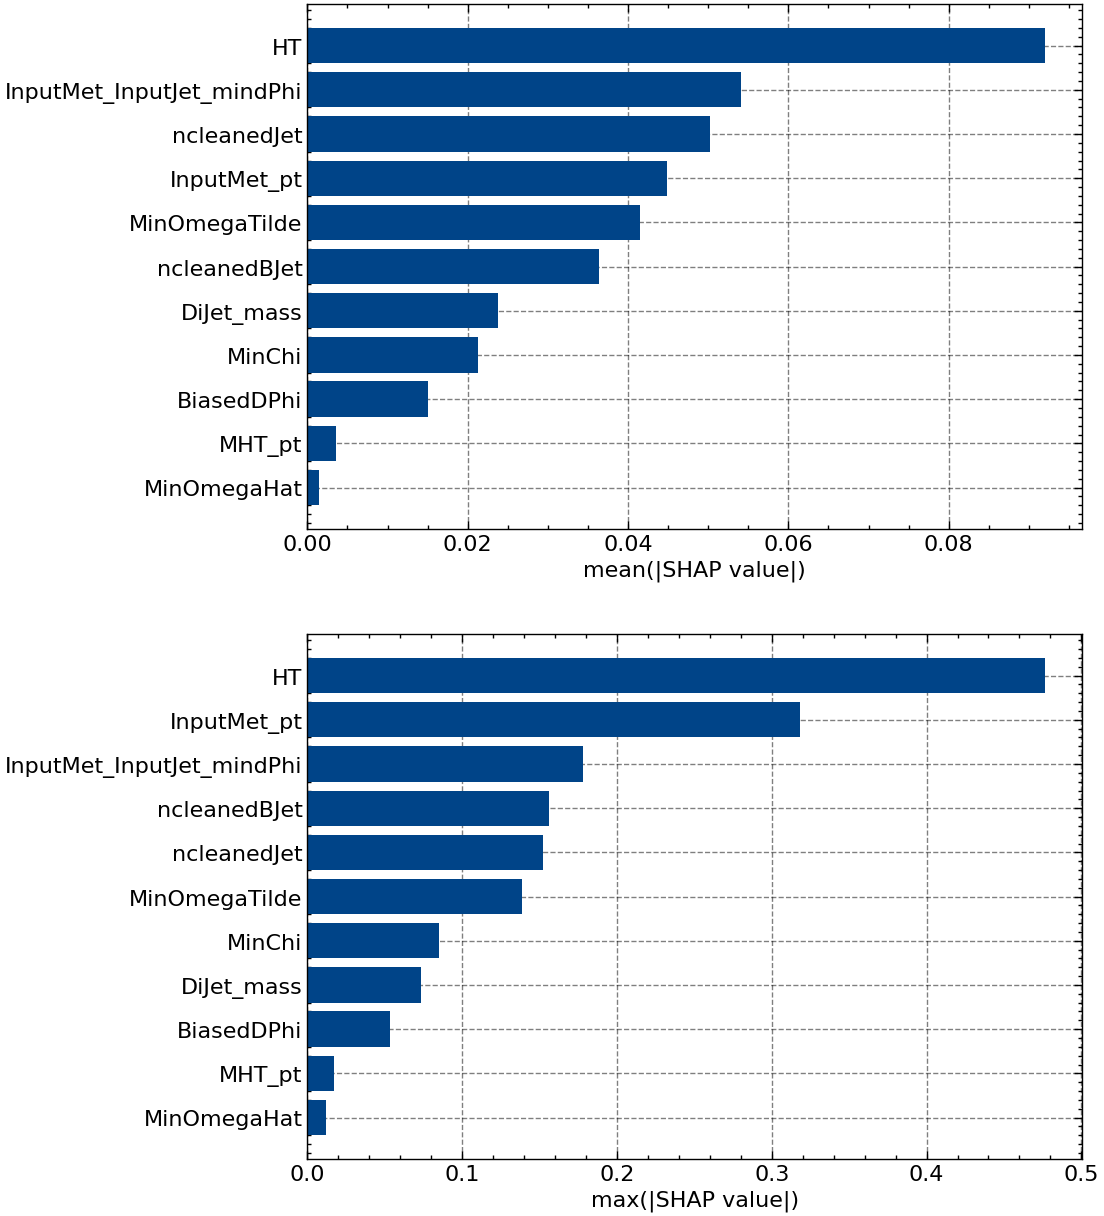 HT
InputMet_InputJet_mindPhi
ncleanedJet
InputMet_pt
MinOmegaTilde
ncleanedBJet
DiJet_mass
MinChi
BiasedDPhi
MHT_pt
MinOmegaHat
0.00 0.02 0.04 0.06 0.08
mean(|SHAP value|)
HT
InputMet_pt
InputMet_InputJet_mindPhi
ncleanedBJet
ncleanedJet
MinOmegaTilde
MinChi
DiJet_mass
BiasedDPhi
MHT_pt
MinOmegaHat
0.0 0.1 0.2 0.3 0.4 0.5
max(|SHAP value|)